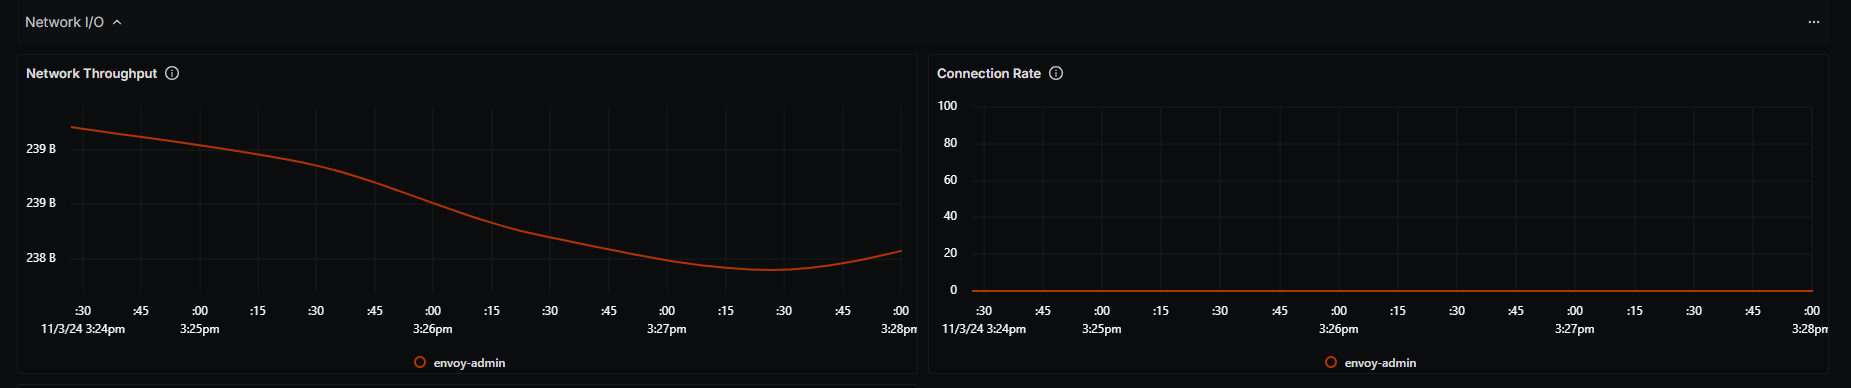 Network I/O
Network Throughput
239 B
239 B
238 B
:30 :45 :00 :15 :30 :45 :00 :15 :30 :45 :00 :15 :30 :45 :00
11/3/24 3:24pm 3:25pm 3:26pm 3:27pm 3:28pm
envoy-admin
Connection Rate
100
80
60
40
20
0
:30 :45 :00 :15 :30 :45 :00 :15 :30 :45 :00 :15 :30 :45 :00
11/3/24 3:24pm 3:25pm 3:26pm 3:27pm 3:28pm
envoy-admin